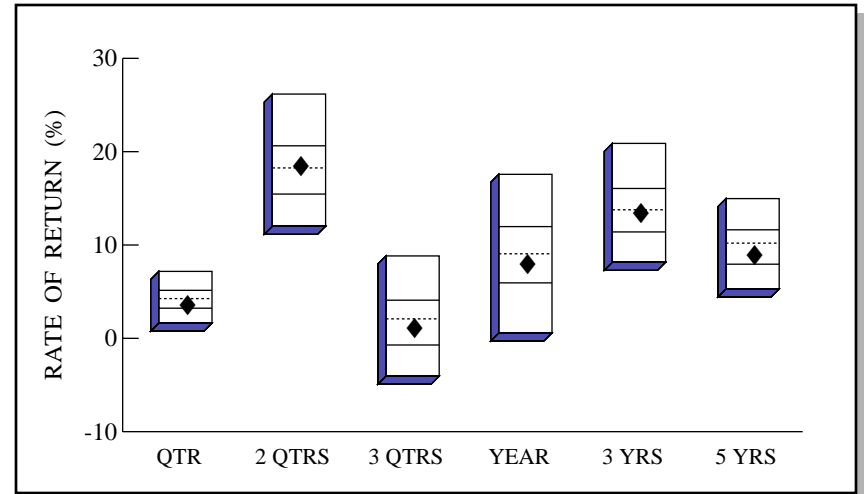 RATE OF RETURN (%)
30
20
10
0
-10
QTR 2 QTRS 3 QTRS YEAR 3 YRS 5 YRS